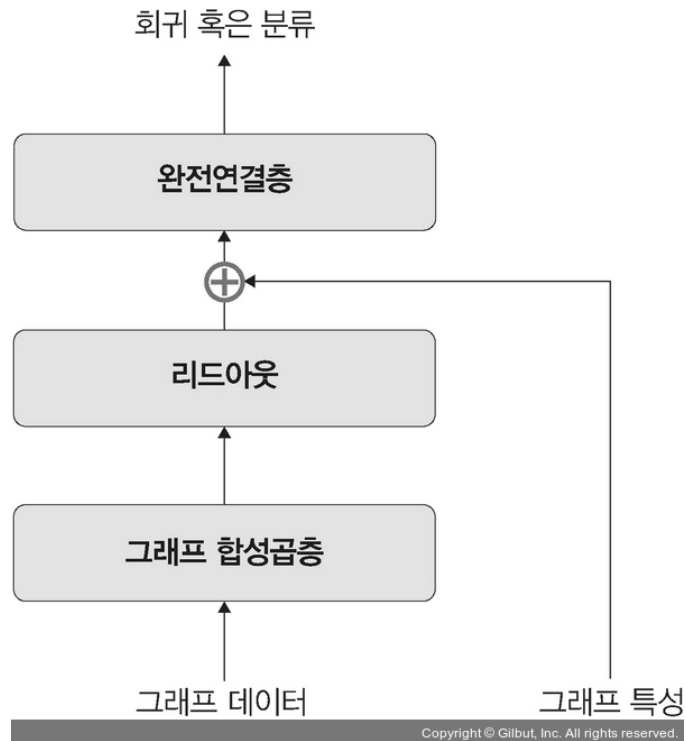 회귀 혹은 분류
완전연결층
리드아웃
그래프 합성곱층
그래프 데이터
그래프 특성
Copyright © Gilbut, Inc. All rights reserved.